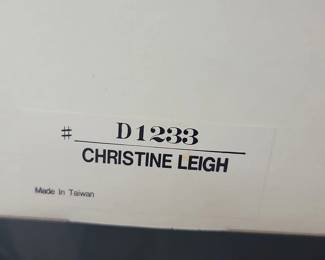 # D1233
CHRISTINE LEIGH
Made In Taiwan